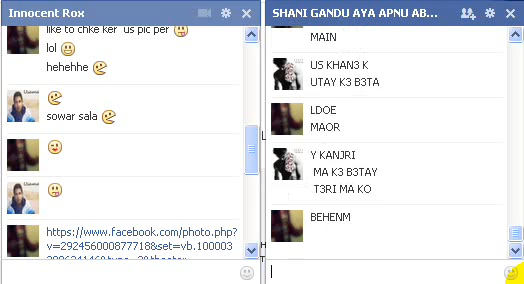 Innocent Rox
like to chke ker us pic per
lol
hehehhe
sowar sala
https://www.facebook.com/photo.php?
v=292456000877718&set=vb.100003
SHANI GANDU AYA APNU AB...
MAIN
US KHAN3 K
UTAY K3 B3TA
LDOE
MAOR
Y KANJRI
MA K3 B3TAY
T3RI MA KO
BEHENM